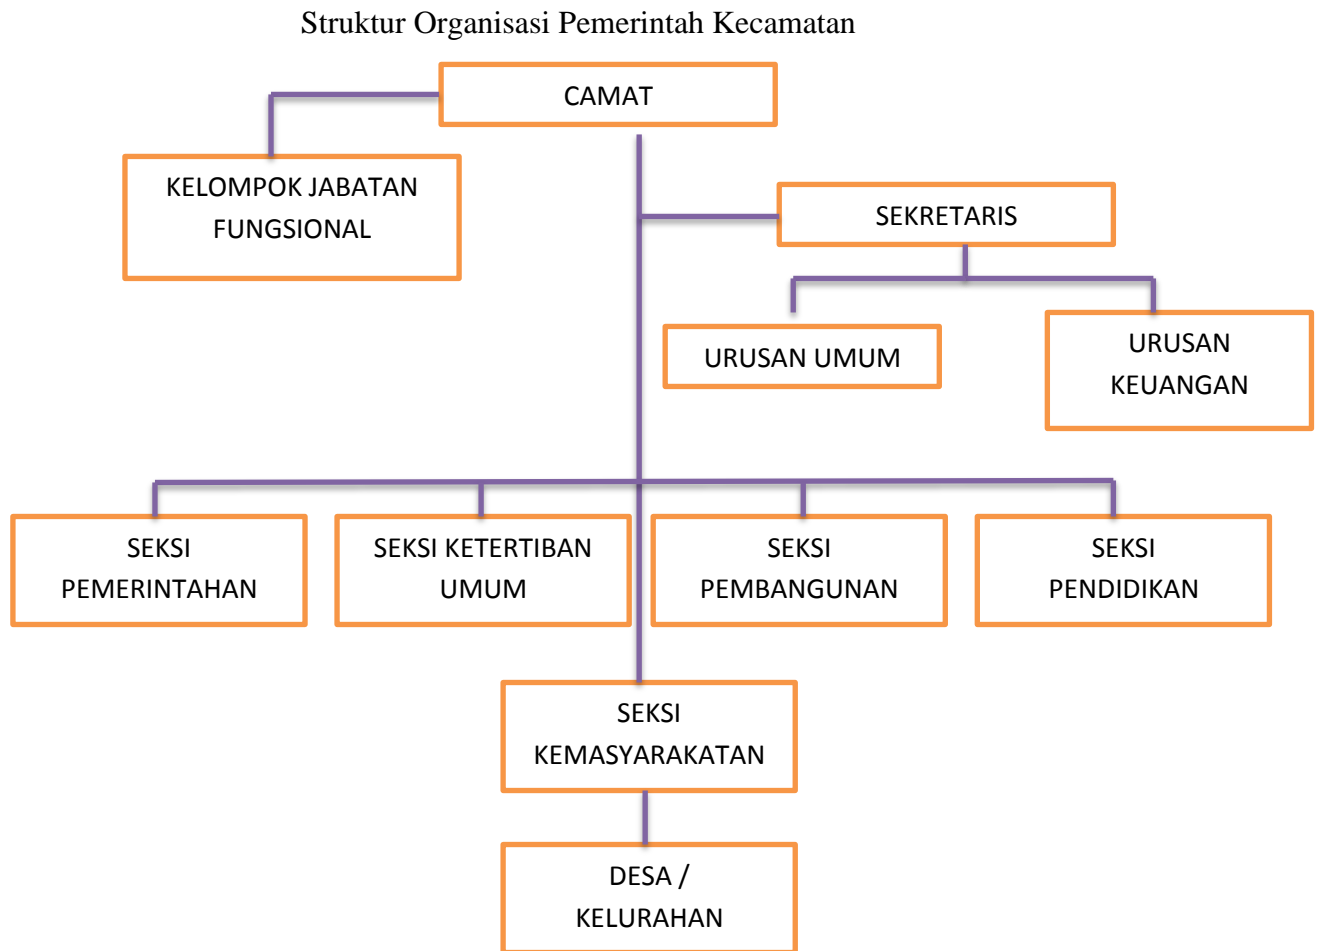 Struktur Organisasi Pemerintah Kecamatan
CAMAT
KELOMPOK JABATAN
FUNGSIONAL
SEKRETARIS
URUSAN UMUM
URUSAN
KEUANGAN
SEKSI
PEMERINTAHAN
SEKSI KETERTIBAN
UMUM
SEKSI
PEMBANGUNAN
SEKSI
PENDIDIKAN
SEKSI
KEMASYARAKATAN
DESA /
KELURAHAN